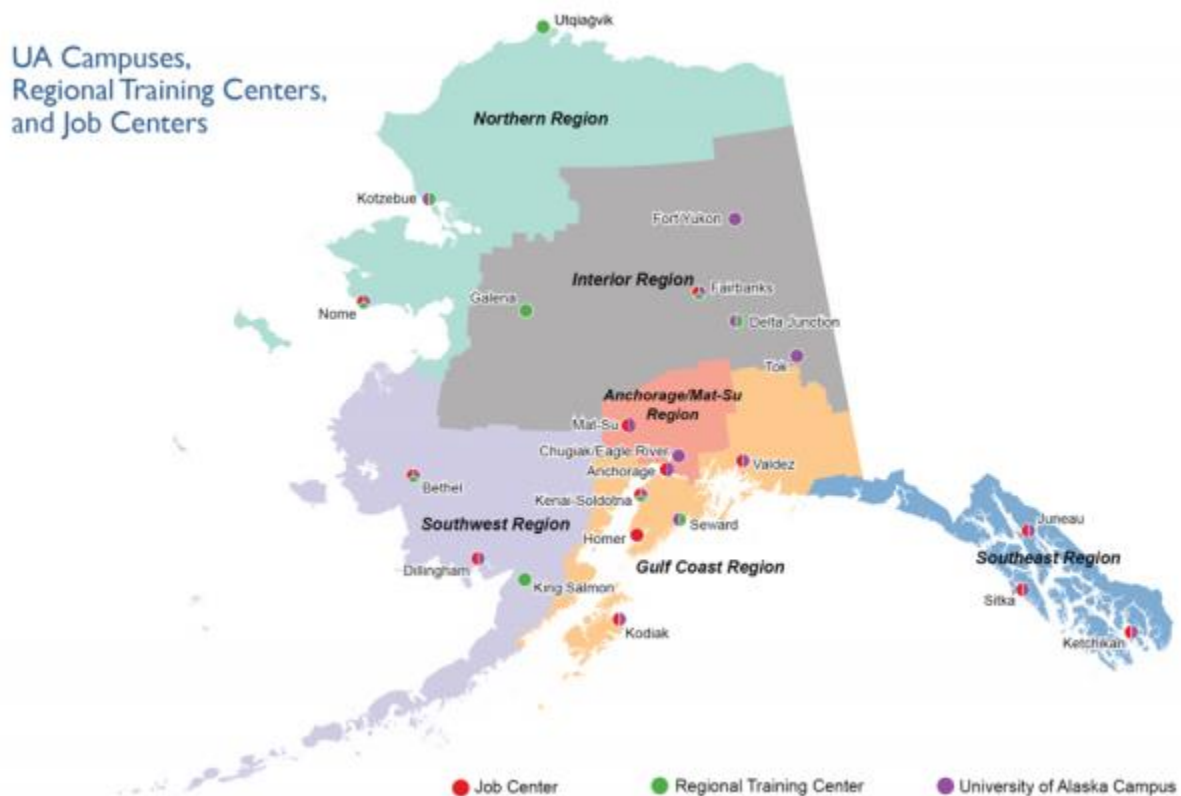 UA Campuses,
Regional Training Centers,
and Job Centers
Utqiaġvik
Northern Region
Kotzebue
Fort Yukon
Interior Region
Fairbanks
Galena
Nome
Delta Junction
Tok
Anchorage/Mat-Su
Region
Mat-Su
Chugiak/Eagle River
Anchorage
Valdez
Bethel
Kenai-Soldotna
Southwest Region
Seward
Homer
Juneau
Dillingham
Gulf Coast Region
Southeast Region
King Salmon
Sitka
Kodiak
Ketchikan
Job Center
Regional Training Center
University of Alaska Campus